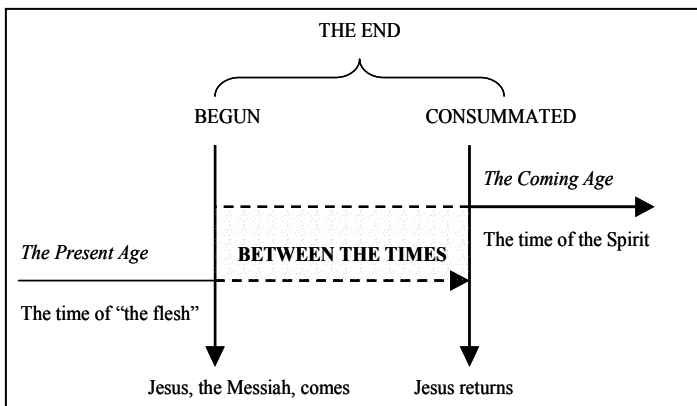 THE END
BEGUN
CONSUMMATED
The Coming Age
The Present Age
BETWEEN THE TIMES
The time of the Spirit
The time of “the flesh”
Jesus, the Messiah, comes
Jesus returns